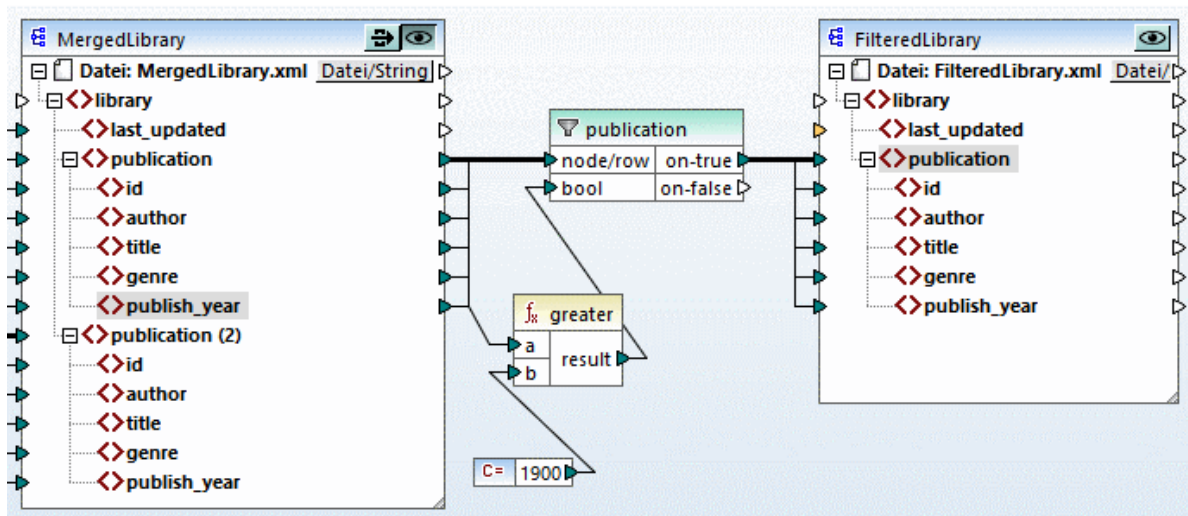 MergedLibrary
Datei: MergedLibrary.xml Datei/String
<>library
<>last_updated
<>publication
<>id
<>author
<>title
<>genre
<>publish_year
<>publication (2)
<>id
<>author
<>title
<>genre
<>publish_year
publication
node/row on-true
bool on-false
fx greater
a
result
b
C= 1900
FilteredLibrary
Datei: FilteredLibrary.xml Datei/
<>library
<>last_updated
<>publication
<>id
<>author
<>title
<>genre
<>publish_year